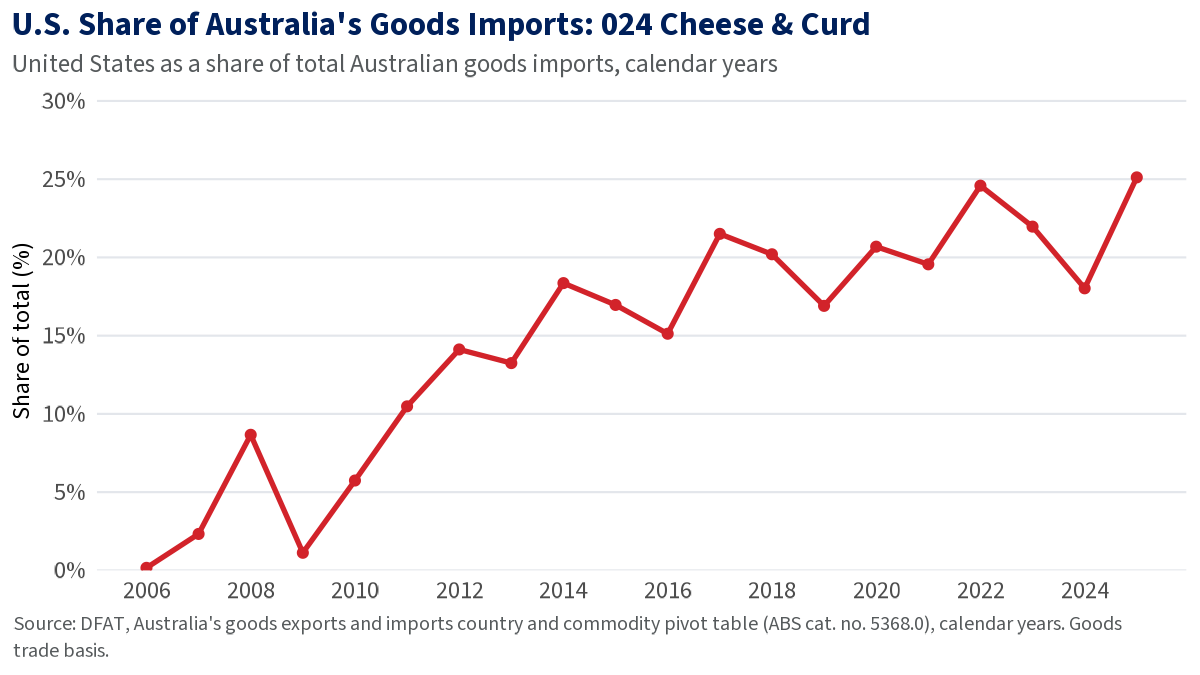 U.S. Share of Australia's Goods Imports: 024 Cheese & Curd
United States as a share of total Australian goods imports, calendar years
30%
25%
20%
15%
10%
5%
0%
Share of total (%)
2006 2008 2010 2012 2014 2016 2018 2020 2022 2024
Source: DFAT, Australia's goods exports and imports country and commodity pivot table (ABS cat. no. 5368.0), calendar years. Goods
trade basis.